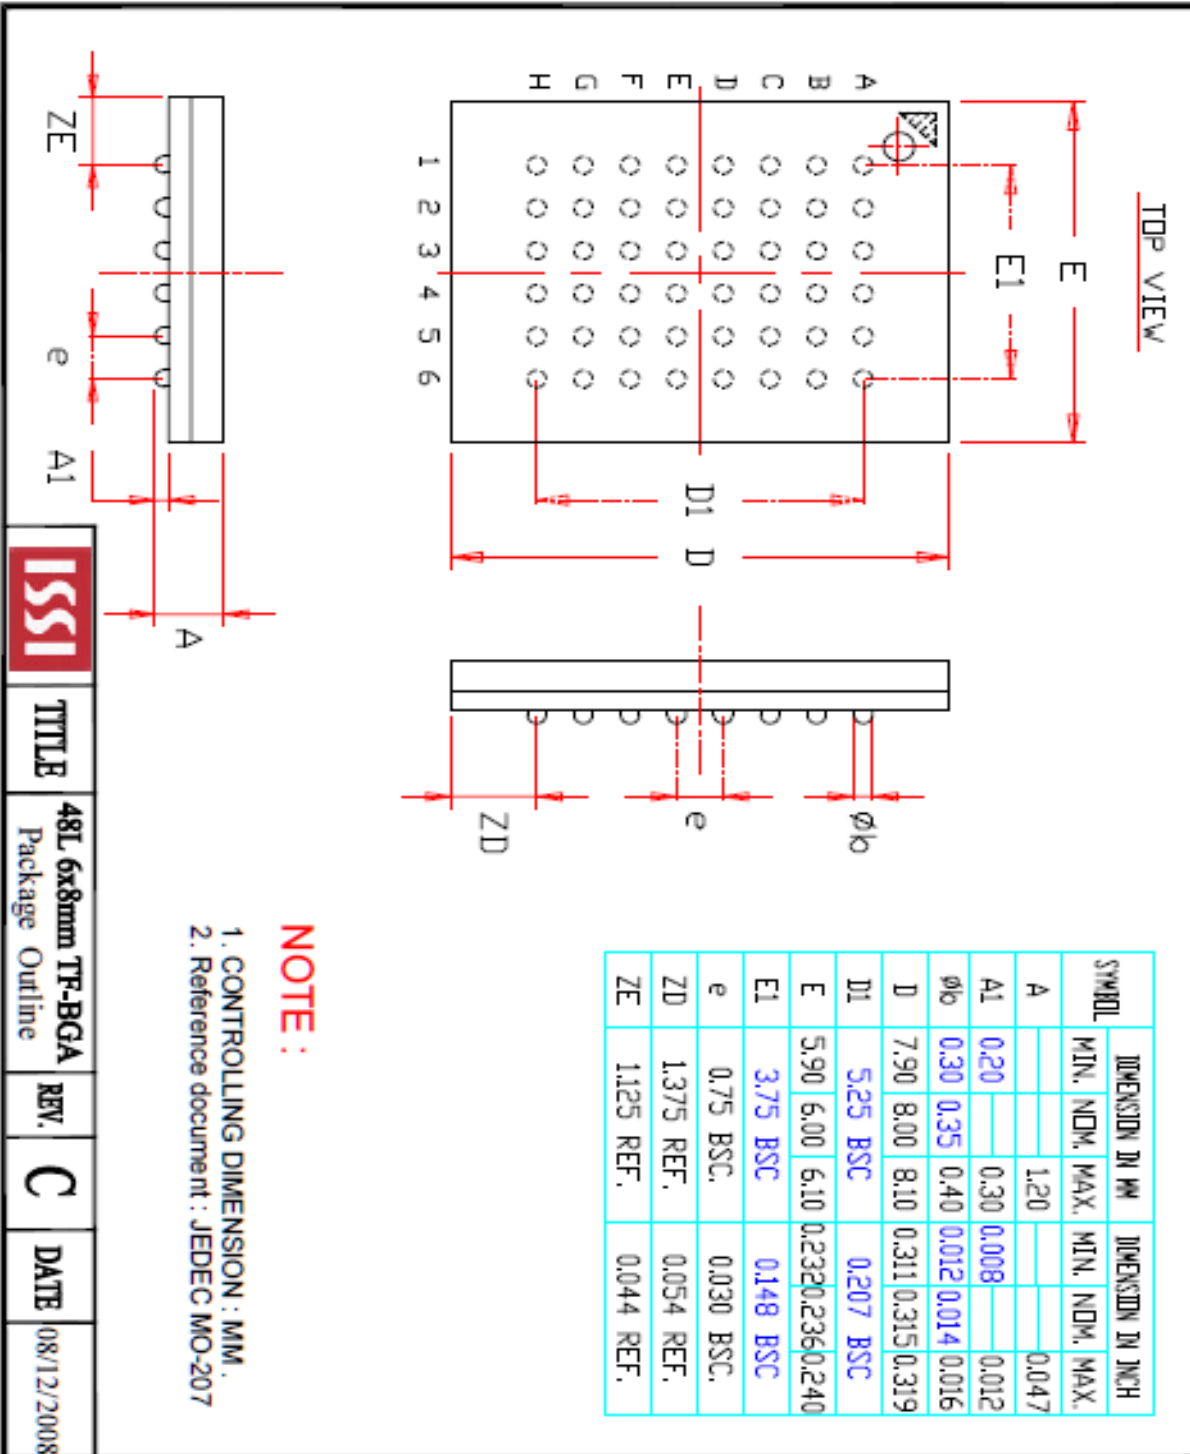 TOP VIEW
A B C D E F G H
1 2 3 4 5 6
E1
E
D1
D
ZE
e
A1
A
Øb
e
ZD
SYMBOL DIMENSION IN MM DIMENSION IN INCH
MIN. NOM. MAX. MIN. NOM. MAX.
A 1.20 0.047
A1 0.20 0.30 0.008 0.012
Øb 0.30 0.35 0.40 0.012 0.014 0.016
D 7.90 8.00 8.10 0.311 0.315 0.319
D1 5.25 BSC 0.207 BSC
E 5.90 6.00 6.10 0.232 0.236 0.240
E1 3.75 BSC 0.148 BSC
e 0.75 BSC. 0.030 BSC.
ZD 1.375 REF. 0.054 REF.
ZE 1.125 REF. 0.044 REF.
NOTE :
1. CONTROLLING DIMENSION : MM .
2. Reference document : JEDEC MO-207
ISSI
TITLE
48L 6x8mm TF-BGA
Package Outline
REV.
C
DATE
08/12/2008